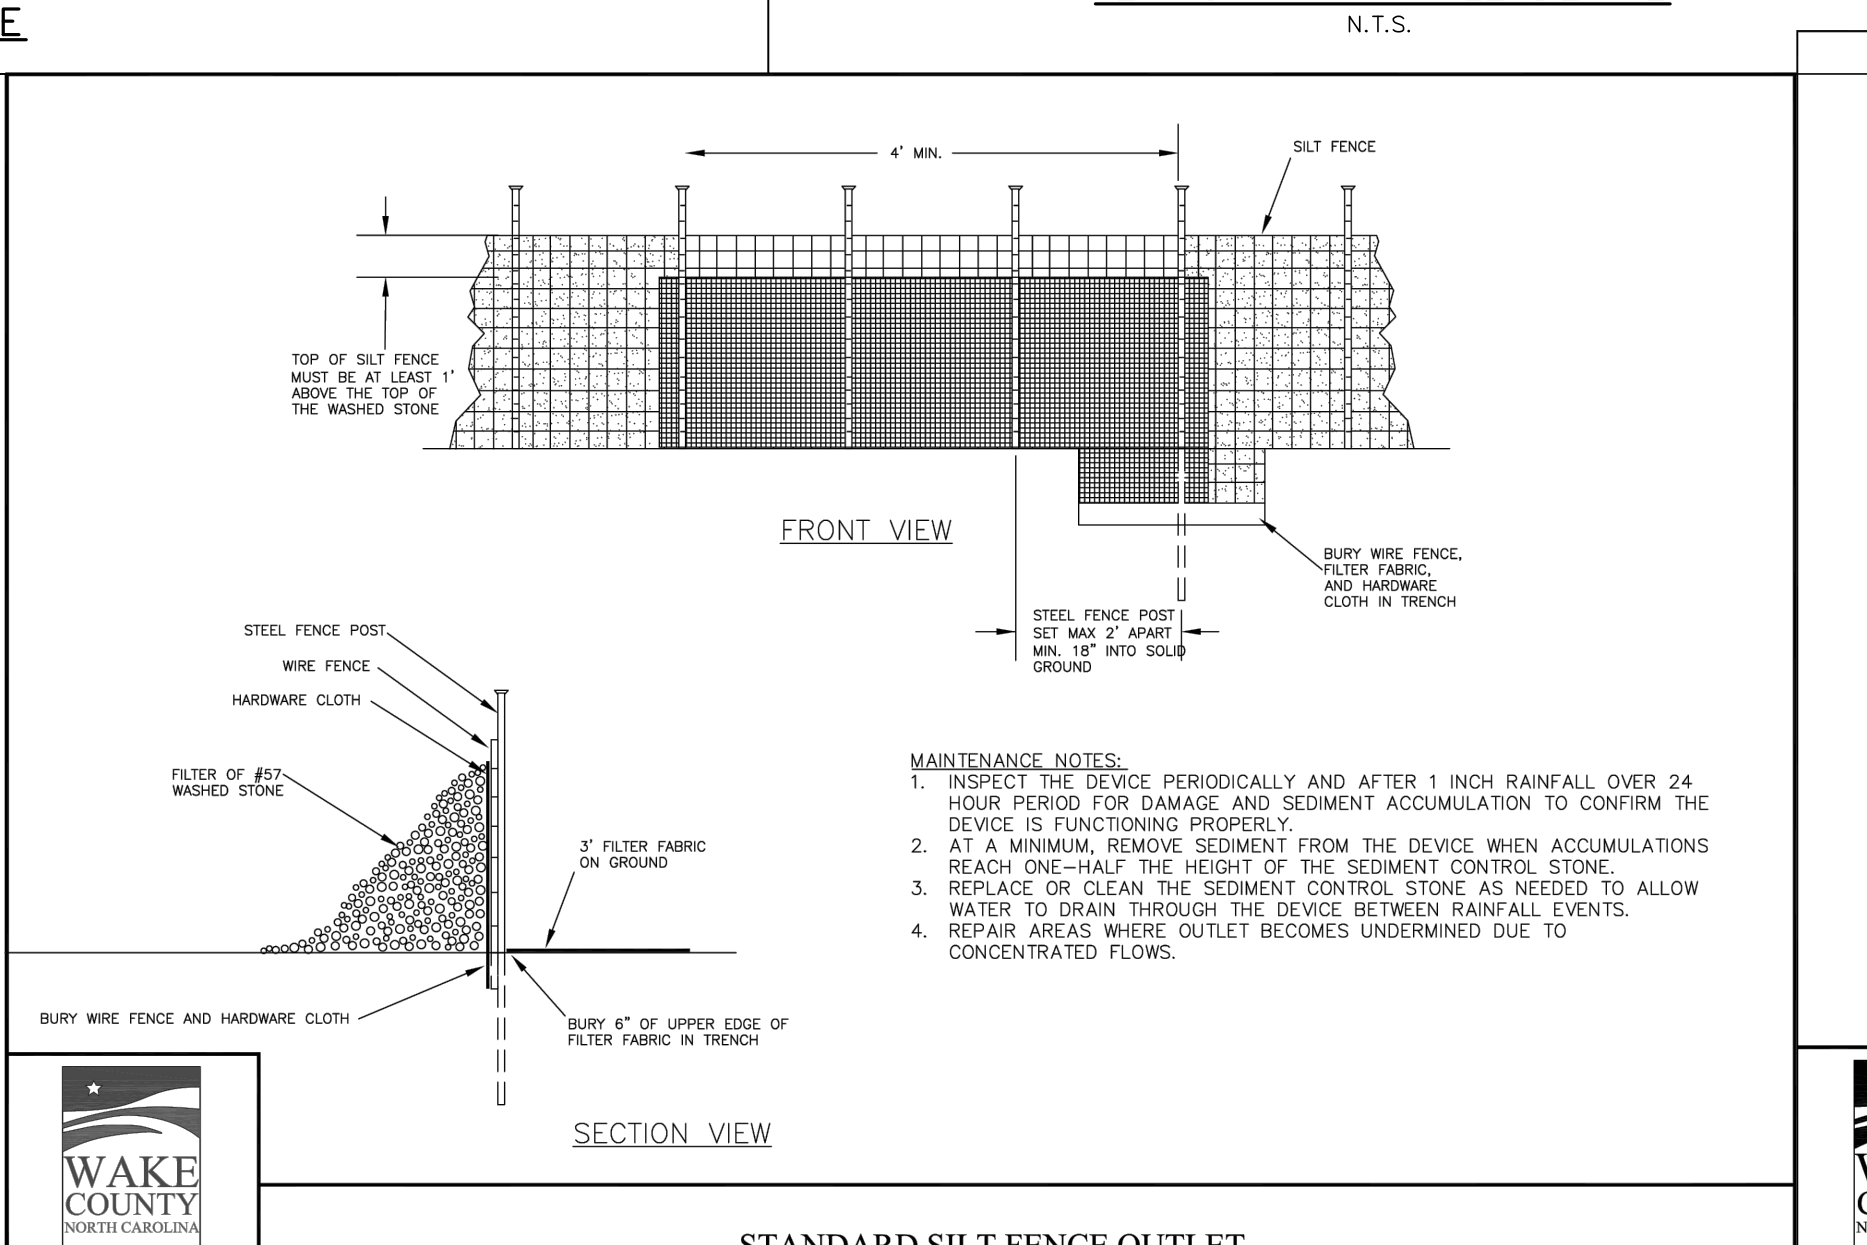 E
N.T.S.
4' MIN.
SILT FENCE
TOP OF SILT FENCE
MUST BE AT LEAST 1'
ABOVE THE TOP OF
THE WASHED STONE
FRONT VIEW
BURY WIRE FENCE,
FILTER FABRIC,
AND HARDWARE
CLOTH IN TRENCH
STEEL FENCE POST
SET MAX 2' APART
MIN. 18" INTO SOLID
GROUND
STEEL FENCE POST
WIRE FENCE
HARDWARE CLOTH
FILTER OF #57
WASHED STONE
3' FILTER FABRIC
ON GROUND
BURY WIRE FENCE AND HARDWARE CLOTH
BURY 6" OF UPPER EDGE OF
FILTER FABRIC IN TRENCH
SECTION VIEW
MAINTENANCE NOTES:
1. INSPECT THE DEVICE PERIODICALLY AND AFTER 1 INCH RAINFALL OVER 24
HOUR PERIOD FOR DAMAGE AND SEDIMENT ACCUMULATION TO CONFIRM THE
DEVICE IS FUNCTIONING PROPERLY.
2. AT A MINIMUM, REMOVE SEDIMENT FROM THE DEVICE WHEN ACCUMULATIONS
REACH ONE-HALF THE HEIGHT OF THE SEDIMENT CONTROL STONE.
3. REPLACE OR CLEAN THE SEDIMENT CONTROL STONE AS NEEDED TO ALLOW
WATER TO DRAIN THROUGH THE DEVICE BETWEEN RAINFALL EVENTS.
4. REPAIR AREAS WHERE OUTLET BECOMES UNDERMINED DUE TO
CONCENTRATED FLOWS.
WAKE
COUNTY
NORTH CAROLINA
STANDARD SILT FENCE OUTLET